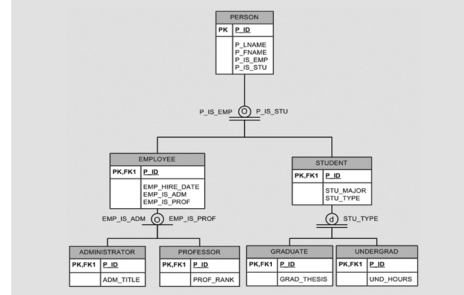 PERSON
PK P_ID
P_LNAME
P_FNAME
P_IS_EMP
P_IS_STU
P_IS_EMP O P_IS_STU
EMPLOYEE
PK,FK1 P_ID
EMP_HIRE_DATE
EMP_IS_ADM
EMP_IS_PROF
STUDENT
PK,FK1 P_ID
STU_MAJOR
STU_TYPE
EMP_IS_ADM O EMP_IS_PROF
d STU_TYPE
ADMINISTRATOR
PK,FK1 P_ID
ADM_TITLE
PROFESSOR
PK,FK1 P_ID
PROF_RANK
GRADUATE
PK,FK1 P_ID
GRAD_THESIS
UNDERGRAD
PK,FK1 P_ID
UND_HOURS